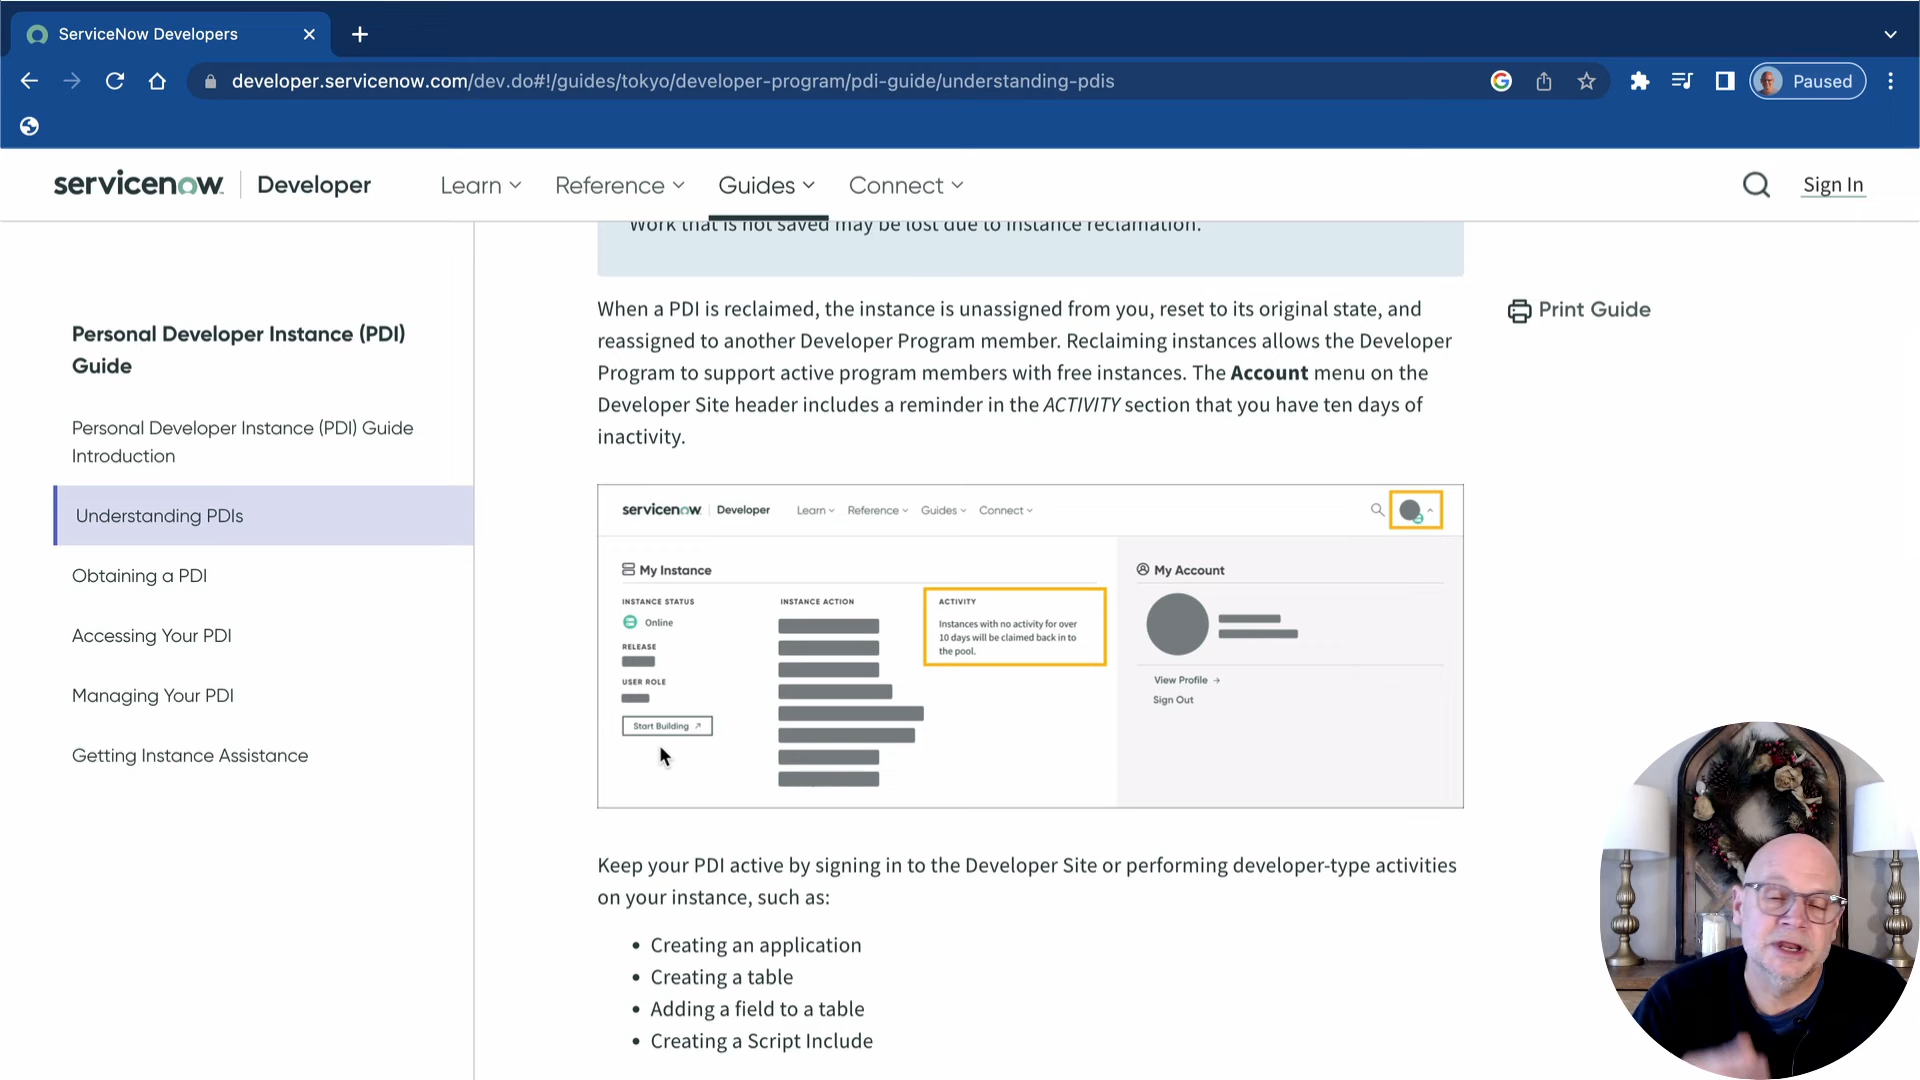 ServiceNow Developers
developer.servicenow.com/dev.do#!/guides/tokyo/developer-program/pdi-guide/understanding-pdis
Paused
servicenow Developer
Learn
Reference
Guides
Connect
Sign In
Personal Developer Instance (PDI)
Guide
Personal Developer Instance (PDI) Guide
Introduction
Understanding PDIs
Obtaining a PDI
Accessing Your PDI
Managing Your PDI
Getting Instance Assistance
Work that is not saved may be lost due to instance reclamation.
When a PDI is reclaimed, the instance is unassigned from you, reset to its original state, and
reassigned to another Developer Program member. Reclaiming instances allows the Developer
Program to support active program members with free instances. The Account menu on the
Developer Site header includes a reminder in the ACTIVITY section that you have ten days of
inactivity.
servicenow Developer
Learn
Reference
Guides
Connect
My Instance
INSTANCE STATUS
Online
RELEASE
USER ROLE
Start Building
INSTANCE ACTION
ACTIVITY
Instances with no activity for over
10 days will be claimed back in to
the pool.
My Account
View Profile →
Sign Out
Keep your PDI active by signing in to the Developer Site or performing developer-type activities
on your instance, such as:
• Creating an application
• Creating a table
• Adding a field to a table
• Creating a Script Include
Print Guide